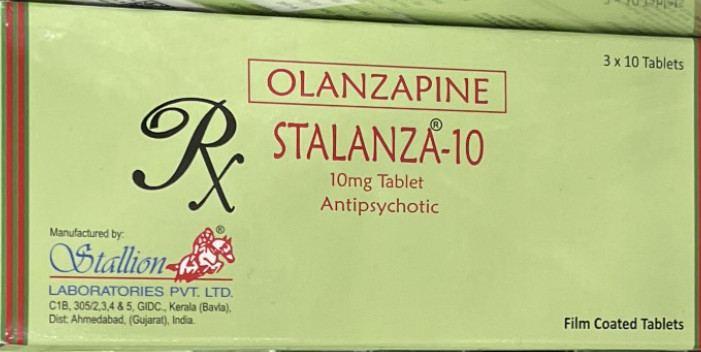 3 x 10 Tablets
OLANZAPINE
Rx
STALANZA®-10
10mg Tablet
Antipsychotic
Manufactured by:
Stallion ®
LABORATORIES PVT. LTD.
C1B, 305/2,3,4 & 5, GIDC., Kerala (Bavla),
Dist: Ahmedabad, (Gujarat), India.
Film Coated Tablets